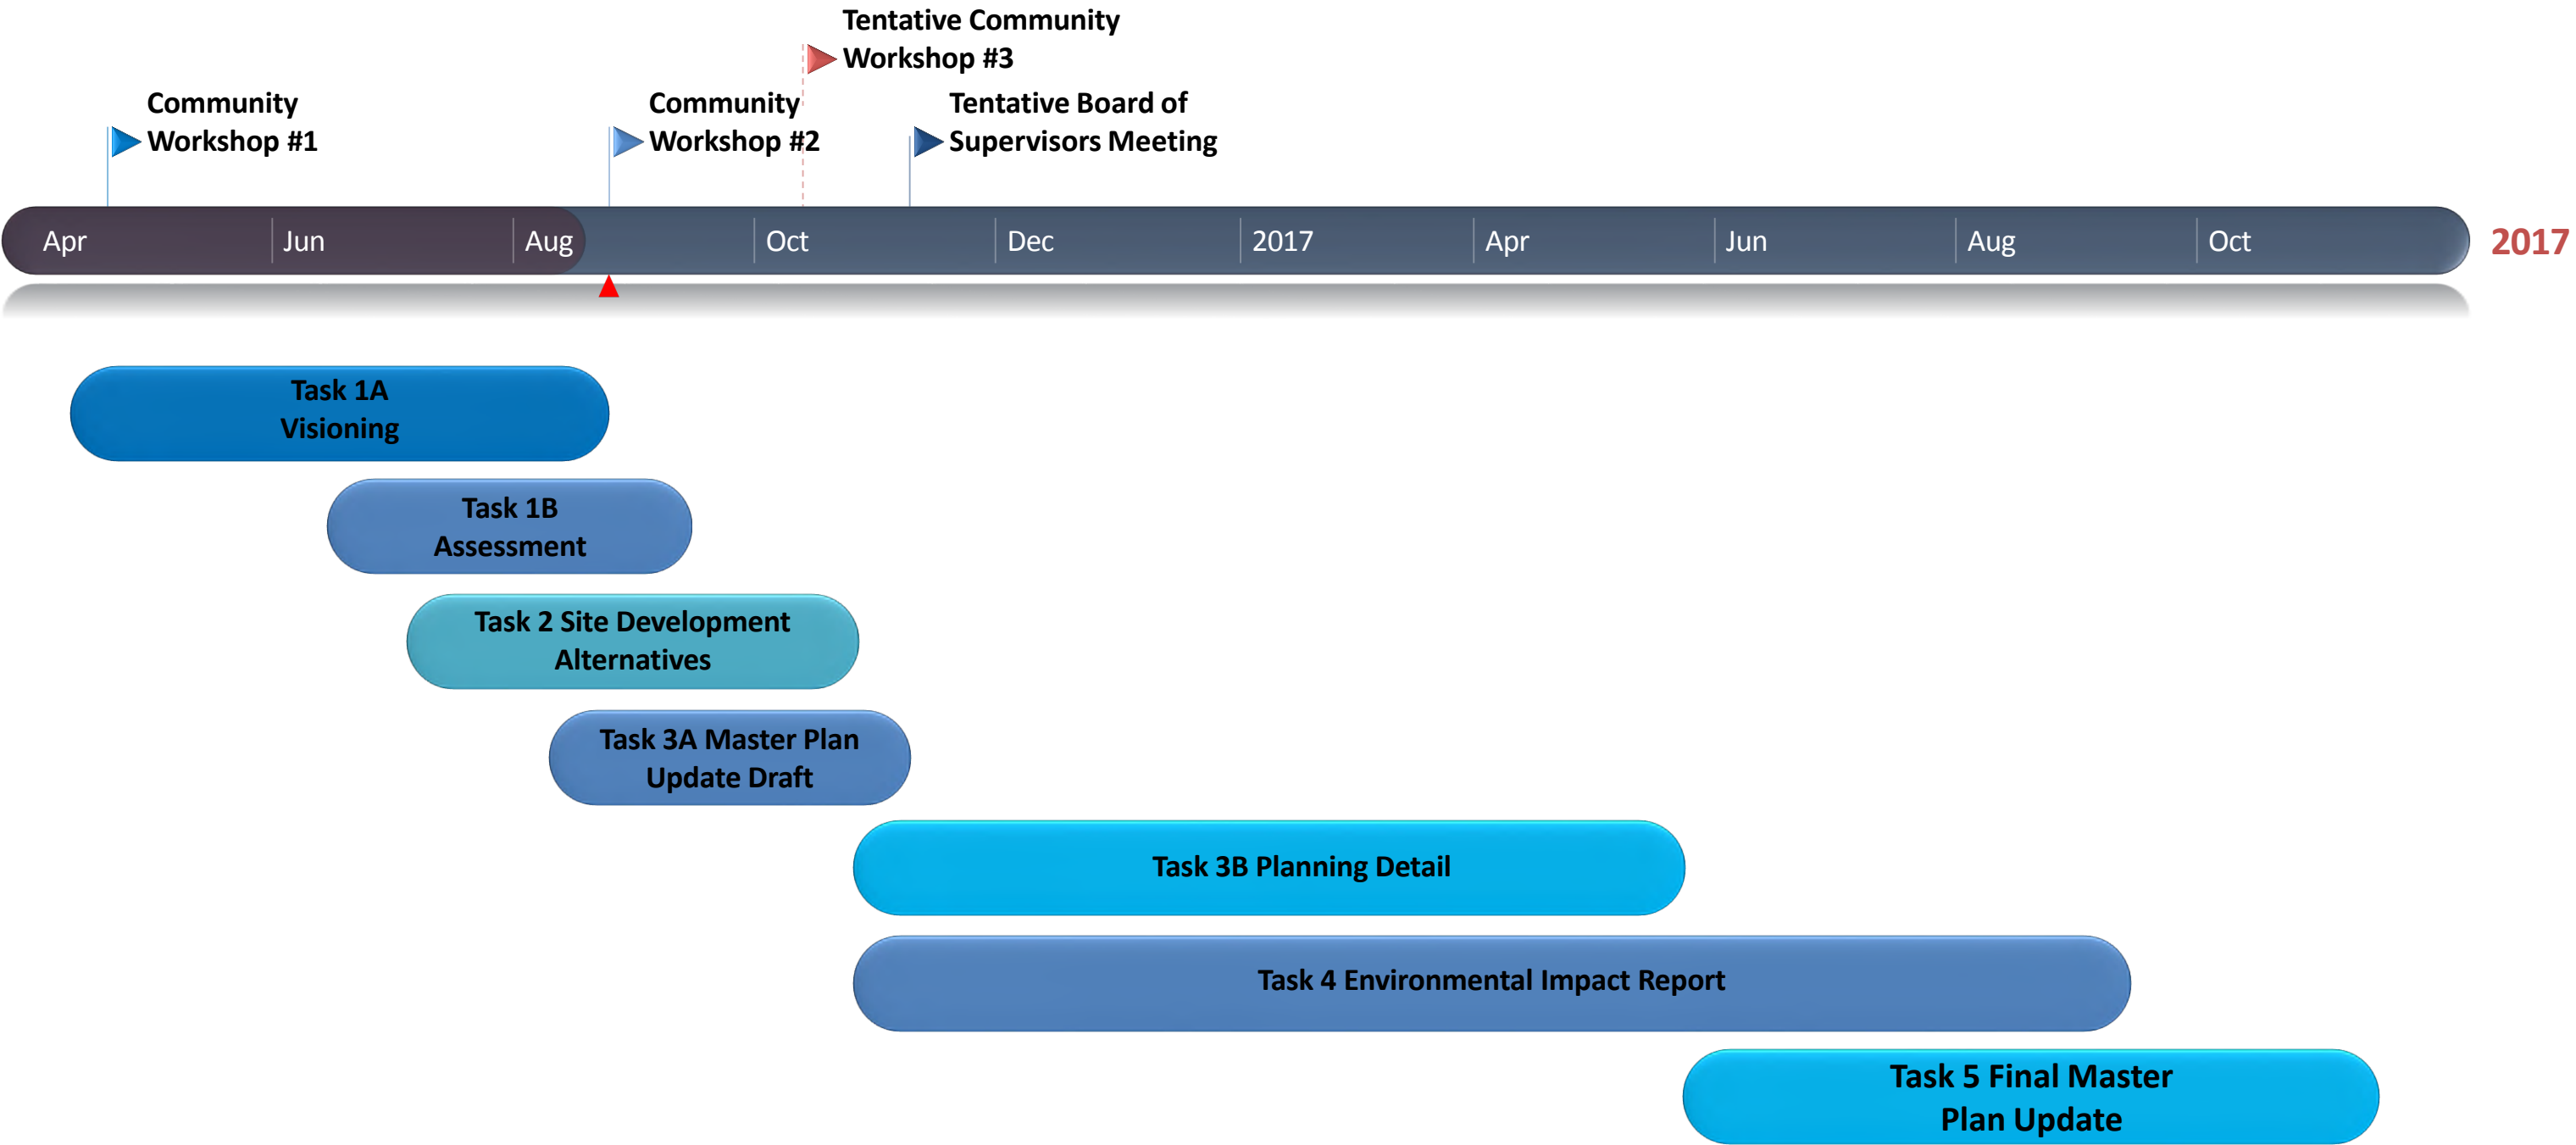 Tentative Community
Workshop #3
Community
Workshop #1
Community
Workshop #2
Tentative Board of
Supervisors Meeting
Apr Jun Aug Oct Dec 2017 Apr Jun Aug Oct 2017
Task 1A
Visioning
Task 1B
Assessment
Task 2 Site Development
Alternatives
Task 3A Master Plan
Update Draft
Task 3B Planning Detail
Task 4 Environmental Impact Report
Task 5 Final Master
Plan Update